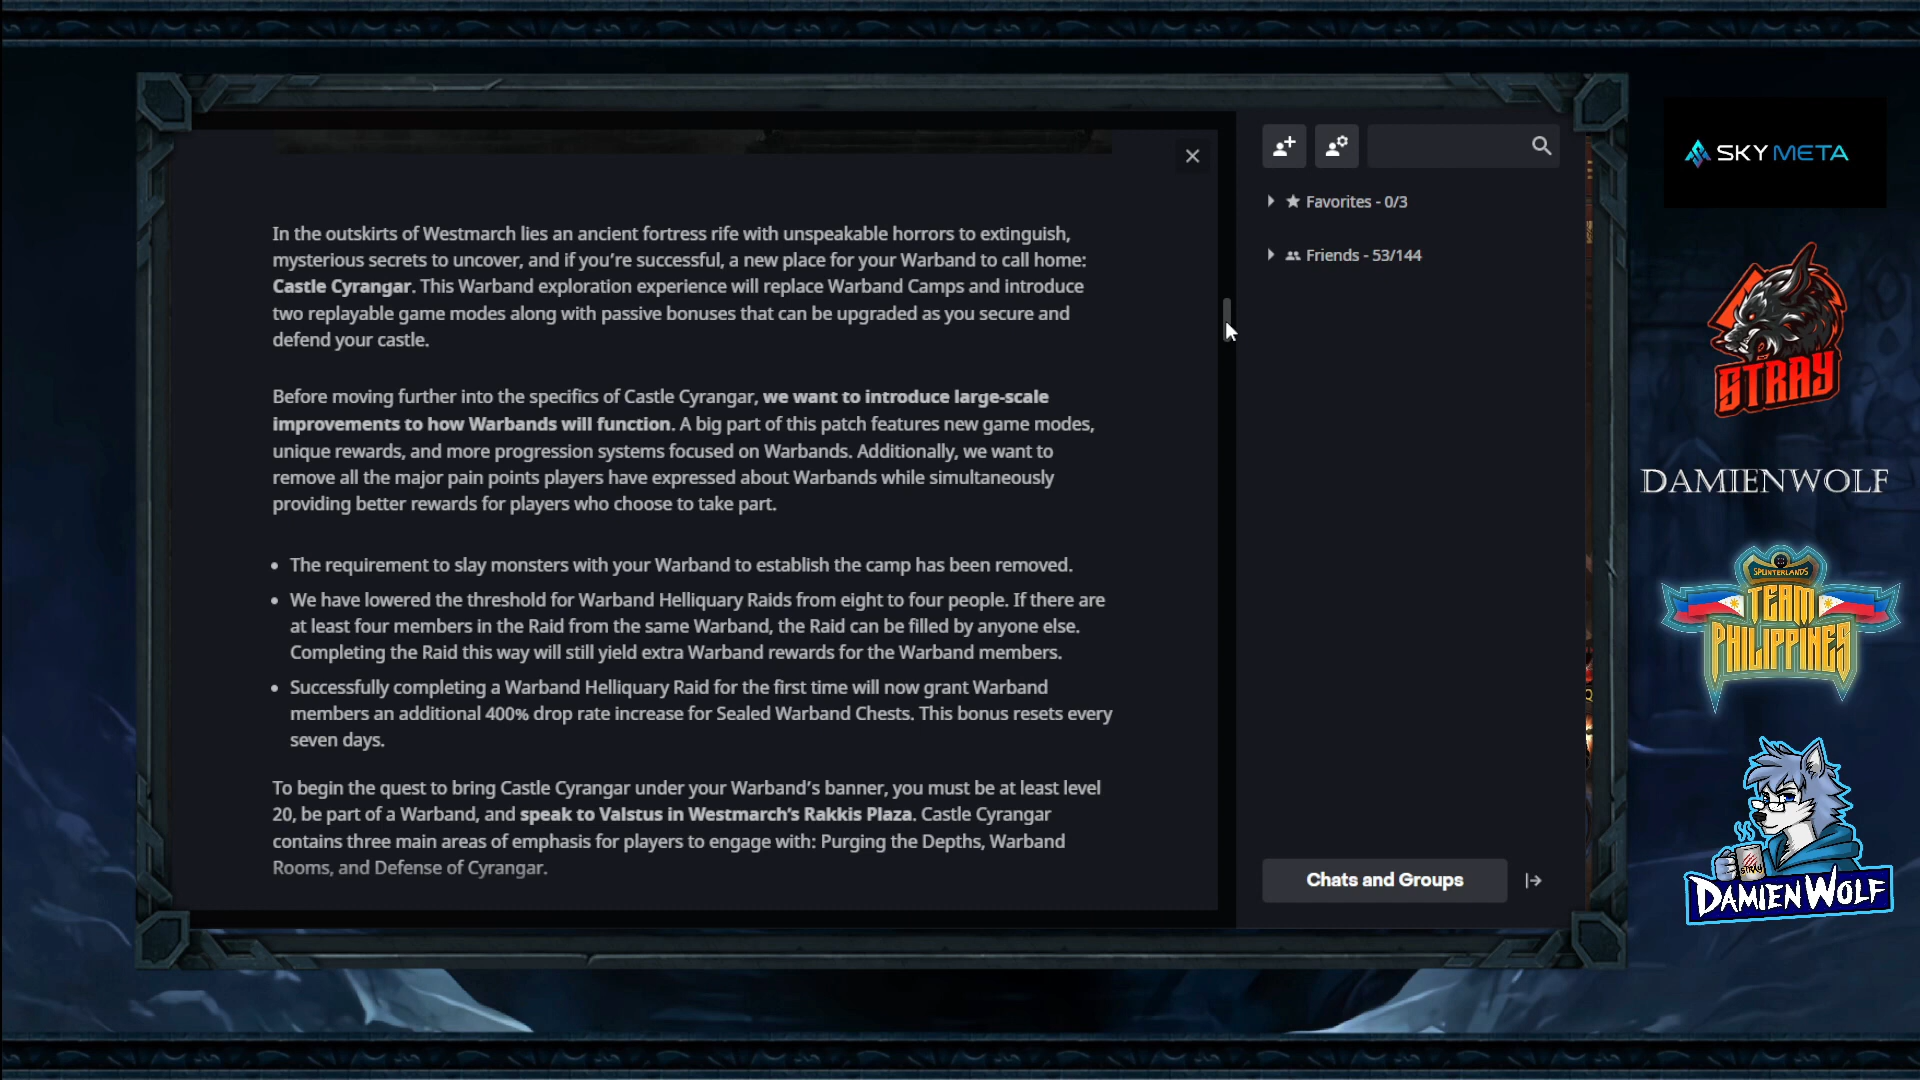 In the outskirts of Westmarch lies an ancient fortress rife with unspeakable horrors to extinguish,
mysterious secrets to uncover, and if you're successful, a new place for your Warband to call home:
Castle Cyrangar. This Warband exploration experience will replace Warband Camps and introduce
two replayable game modes along with passive bonuses that can be upgraded as you secure and
defend your castle.
Before moving further into the specifics of Castle Cyrangar, we want to introduce large-scale
improvements to how Warbands will function. A big part of this patch features new game modes,
unique rewards, and more progression systems focused on Warbands. Additionally, we want to
remove all the major pain points players have expressed about Warbands while simultaneously
providing better rewards for players who choose to take part.
• The requirement to slay monsters with your Warband to establish the camp has been removed.
• We have lowered the threshold for Warband Helliquary Raids from eight to four people. If there are
at least four members in the Raid from the same Warband, the Raid can be filled by anyone else.
Completing the Raid this way will still yield extra Warband rewards for the Warband members.
• Successfully completing a Warband Helliquary Raid for the first time will now grant Warband
members an additional 400% drop rate increase for Sealed Warband Chests. This bonus resets every
seven days.
To begin the quest to bring Castle Cyrangar under your Warband's banner, you must be at least level
20, be part of a Warband, and speak to Valstus in Westmarch's Rakkis Plaza. Castle Cyrangar
contains three main areas of emphasis for players to engage with: Purging the Depths, Warband
Rooms, and Defense of Cyrangar.
Favorites - 0/3
Friends - 53/144
Chats and Groups
SKYMETA
STRAY
DAMIENWOLF
SPLINTERLANDS
TEAM
PHILIPPINES
STRAY
DAMIENWOLF